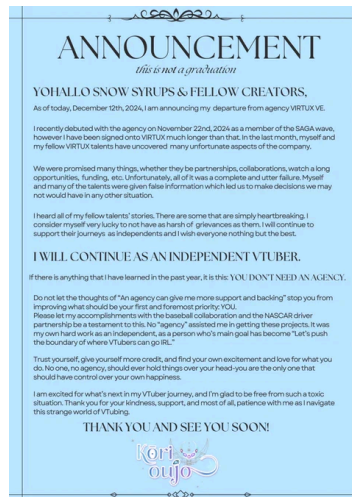 ANNOUNCEMENT
this is not a graduation
YOHALLO SNOW SYRUPS & FELLOW CREATORS,
As of today, December 12th, 2024, I am announcing my departure from agency VIRTUX VE.
I recently debuted with the agency on November 22nd, 2024 as a member of the SAGA wave,
however I have been signed onto VIRTUX much longer than that. In the last month, myself and
my fellow VIRTUX talents have uncovered many unfortunate aspects of the company.
We were promised many things, whether they be partnerships, collaborations, watch a long
opportunities, funding, etc. Unfortunately, all of it was a complete and utter failure. Myself
and many of the talents were given false information which led us to make decisions we may
not would have in any other situation.
I heard all of my fellow talents' stories. There are some that are simply heartbreaking. I
consider myself very lucky to not have as harsh of grievances as them. I will continue to
support their journeys as independents and I wish everyone nothing but the best.
I WILL CONTINUE AS AN INDEPENDENT VTUBER.
If there is anything that I have learned in the past year, it is this: YOU DON'T NEED AN AGENCY.
Do not let the thoughts of "An agency can give me more support and backing" stop you from
improving what should be your first and foremost priority: YOU.
Please let my accomplishments with the baseball collaboration and the NASCAR driver
partnership be a testament to this. No "agency" assisted me in getting these projects. It was
my own hard work as an independent, as a person who's main goal has become "Let's push
the boundary of where VTubers can go IRL."
Trust yourself, give yourself more credit, and find your own excitement and love for what you
do. No one, no agency, should ever hold things over your head-you are the only one that
should have control over your own happiness.
I am excited for what's next in my VTuber journey, and I'm glad to be free from such a toxic
situation. Thank you for your kindness, support, and most of all, patience with me as I navigate
this strange world of VTubing.
THANK YOU AND SEE YOU SOON!
Kori
oujo